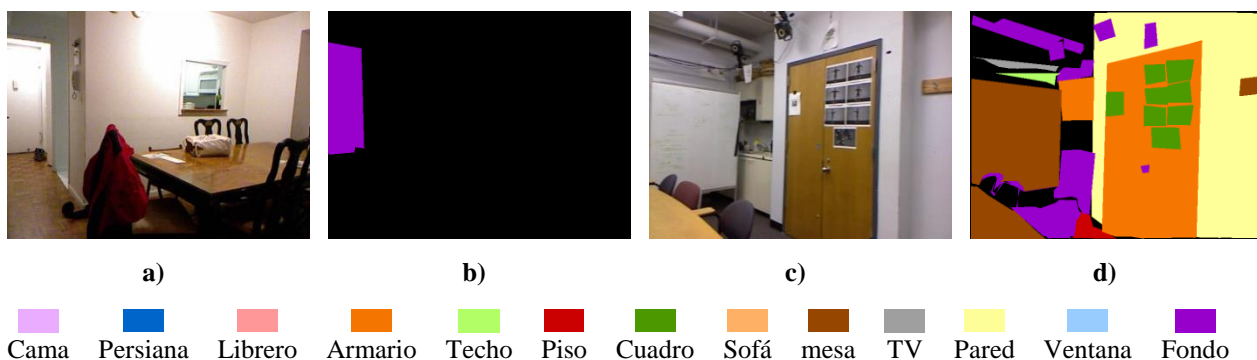 a) b) c) d)
Cama Persiana Librero Armario Techo Piso Cuadro Sofá mesa TV Pared Ventana Fondo